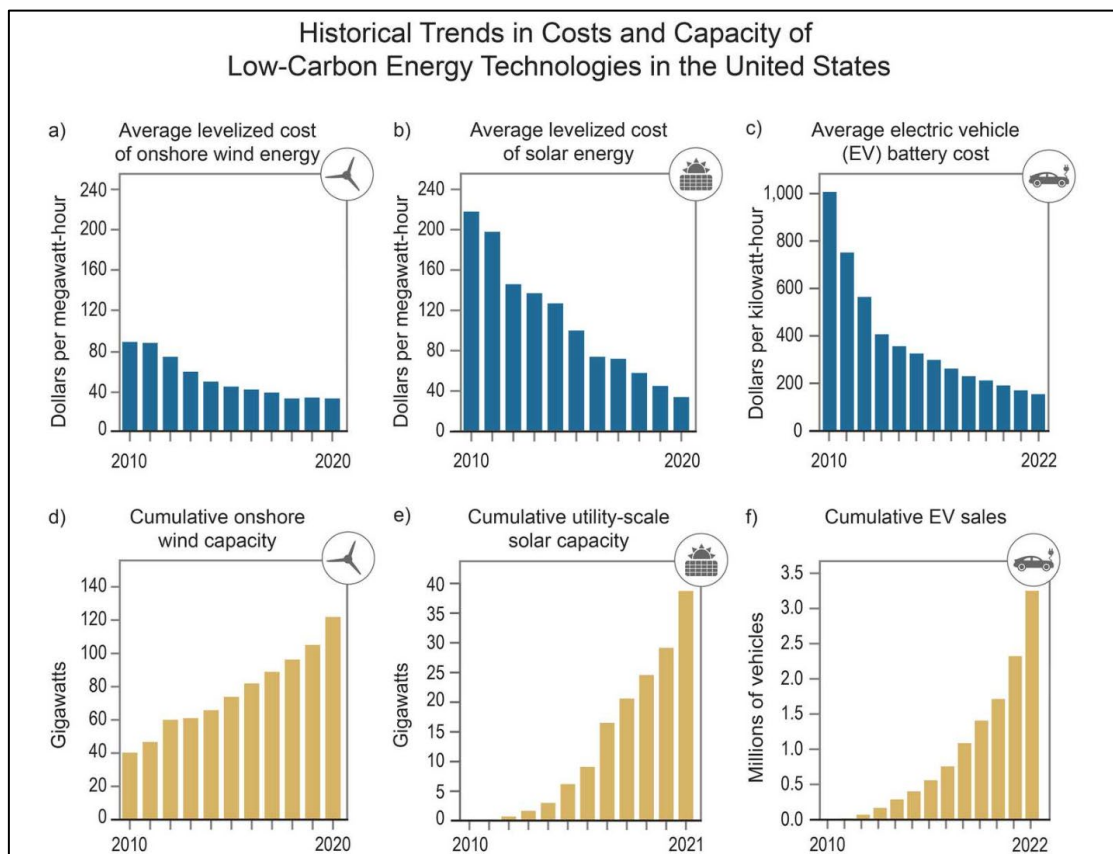 Historical Trends in Costs and Capacity of
Low-Carbon Energy Technologies in the United States
a) Average levelized cost
of onshore wind energy
Dollars per megawatt-hour
240
200
160
120
80
40
0
2010 2020
b) Average levelized cost
of solar energy
Dollars per megawatt-hour
240
200
160
120
80
40
0
2010 2020
c) Average electric vehicle
(EV) battery cost
Dollars per kilowatt-hour
1,000
800
600
400
200
0
2010 2022
d) Cumulative onshore
wind capacity
Gigawatts
140
120
100
80
60
40
20
0
2010 2020
e) Cumulative utility-scale
solar capacity
Gigawatts
40
35
30
25
20
15
10
5
0
2010 2021
f) Cumulative EV sales
Millions of vehicles
3.5
3.0
2.5
2.0
1.5
1.0
0.5
0.0
2010 2022